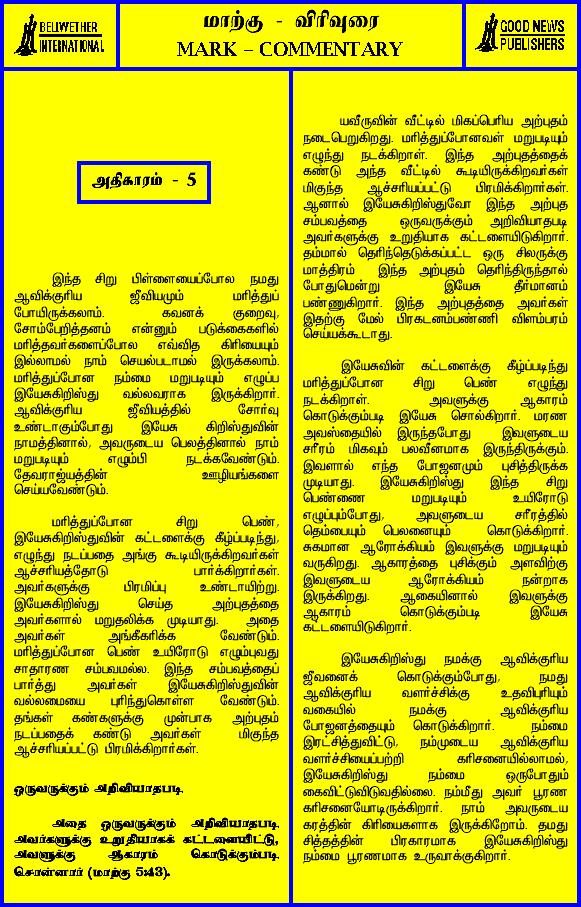 BELLWETHER
INTERNATIONAL
மாற்கு - விரிவுரை
MARK – COMMENTARY
GOOD NEWS
PUBLISHERS
அதிகாரம் - 5
இந்த சிறு பிள்ளையைப்போல நமது
ஆவிக்குரிய ஜீவியமும் மரித்துப்
போயிருக்கலாம். கவனக் குறைவு,
சோம்பேறித்தனம் என்னும் படுக்கைகளில்
மரித்தவர்களைப்போல எவ்வித கிரியையும்
இல்லாமல் நாம் செயல்படாமல் இருக்கலாம்.
மரித்துப்போன நம்மை மறுபடியும் எழுப்ப
இயேசுகிறிஸ்து வல்லவராக இருக்கிறார்.
ஆவிக்குரிய ஜீவியத்தில் சோர்வு
உண்டாகும்போது இயேசு கிறிஸ்துவின்
நாமத்தினால், அவருடைய பெலத்தினால் நாம்
மறுபடியும் எழும்பி நடக்கவேண்டும்.
தேவராஜ்யத்தின் ஊழியங்களை
செய்யவேண்டும்.
மரித்துப்போன சிறு பெண்,
இயேசுகிறிஸ்துவின் கட்டளைக்கு கீழ்ப்படிந்து,
எழுந்து நடப்பதை அங்கு கூடியிருக்கிறவர்கள்
ஆச்சரியத்தோடு பார்க்கிறார்கள்.
அவர்களுக்கு பிரமிப்பு உண்டாயிற்று.
இயேசுகிறிஸ்து செய்த அற்புதத்தை
அவர்களால் மறுதலிக்க முடியாது. அதை
அவர்கள் அங்கீகரிக்க வேண்டும்.
மரித்துப்போன பெண் உயிரோடு எழும்புவது
சாதாரண சம்பவமல்ல. இந்த சம்பவத்தைப்
பார்த்து அவர்கள் இயேசுகிறிஸ்துவின்
வல்லமையை புரிந்துகொள்ள வேண்டும்.
தங்கள் கண்களுக்கு முன்பாக அற்புதம்
நடப்பதைக் கண்டு அவர்கள் மிகுந்த
ஆச்சரியப்பட்டு பிரமிக்கிறார்கள்.
ஒருவருக்கும் அறிவியாதபடி
அதை ஒருவருக்கும் அறிவியாதபடி
அவர்களுக்கு உறுதியாகக் கட்டளையிட்டு,
அவளுக்கு ஆகாரம் கொடுக்கும்படி
சொன்னார் (மாற்கு 5:43).
யவீருவின் வீட்டில் மிகப்பெரிய அற்புதம்
நடைபெறுகிறது. மரித்துப்போனவள் மறுபடியும்
எழுந்து நடக்கிறாள். இந்த அற்புதத்தைக்
கண்டு அந்த வீட்டில் கூடியிருக்கிறவர்கள்
மிகுந்த ஆச்சரியப்பட்டு பிரமிக்கிறார்கள்.
ஆனால் இயேசுகிறிஸ்துவோ இந்த அற்புத
சம்பவத்தை ஒருவருக்கும் அறிவியாதபடி
அவர்களுக்கு உறுதியாக கட்டளையிடுகிறார்.
தம்மால் தெரிந்தெடுக்கப்பட்ட ஒரு சிலருக்கு
மாத்திரம் இந்த அற்புதம் தெரிந்திருந்தால்
போதுமென்று இயேசு தீர்மானம்
பண்ணுகிறார். இந்த அற்புதத்தை அவர்கள்
இதற்கு மேல் பிரகடனம்பண்ணி விளம்பரம்
செய்யக்கூடாது.
இயேசுவின் கட்டளைக்கு கீழ்ப்படிந்து
மரித்துப்போன சிறு பெண் எழுந்து
நடக்கிறாள். அவளுக்கு ஆகாரம்
கொடுக்கும்படி இயேசு சொல்கிறார். மரண
அவஸ்தையில் இருந்தபோது இவளுடைய
சரீரம் மிகவும் பலவீனமாக இருந்திருக்கும்.
இவளால் எந்த போஜனமும் புசித்திருக்க
முடியாது. இயேசுகிறிஸ்து இந்த சிறு
பெண்ணை மறுபடியும் உயிரோடு
எழுப்பும்போது, அவளுடைய சரீரத்தில்
தெம்பையும் பெலனையும் கொடுக்கிறார்.
சுகமான ஆரோக்கியம் இவளுக்கு மறுபடியும்
வருகிறது. ஆகாரத்தை புசிக்கும் அளவிற்கு
இவளுடைய ஆரோக்கியம் நன்றாக
இருக்கிறது. ஆகையினால் இவளுக்கு
ஆகாரம் கொடுக்கும்படி இயேசு
கட்டளையிடுகிறார்.
இயேசுகிறிஸ்து நமக்கு ஆவிக்குரிய
ஜீவனைக் கொடுக்கும்போது, நமது
ஆவிக்குரிய வளர்ச்சிக்கு உதவிபுரியும்
வகையில் நமக்கு ஆவிக்குரிய
போஜனத்தையும் கொடுக்கிறார். நம்மை
இரட்சித்துவிட்டு, நம்முடைய ஆவிக்குரிய
வளர்ச்சியைப்பற்றி கரிசனையில்லாமல்,
இயேசுகிறிஸ்து நம்மை ஒருபோதும்
கைவிட்டுவிடுவதில்லை. நம்மீது அவர் பூரண
கரிசனையோடிருக்கிறார். நாம் அவருடைய
கரத்தின் கிரியைகளாக இருக்கிறோம். தமது
சித்தத்தின் பிரகாரமாக இயேசுகிறிஸ்து
நம்மை பூரணமாக உருவாக்குகிறார்.